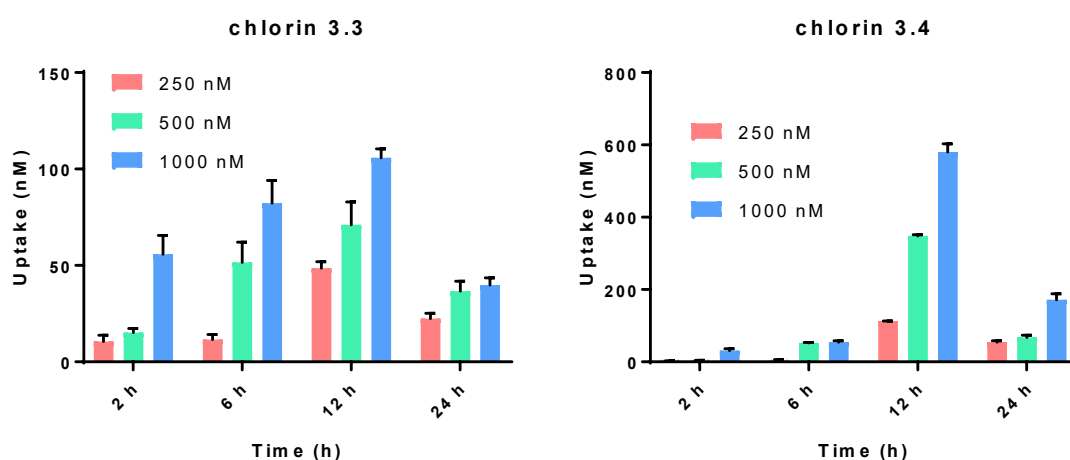 chlorin 3.3
150
100
50
0
Uptake (nM)
250 nM
500 nM
1000 nM
2 h
6 h
12 h
24 h
Time (h)
chlorin 3.4
800
600
400
200
0
Uptake (nM)
250 nM
500 nM
1000 nM
2 h
6 h
12 h
24 h
Time (h)